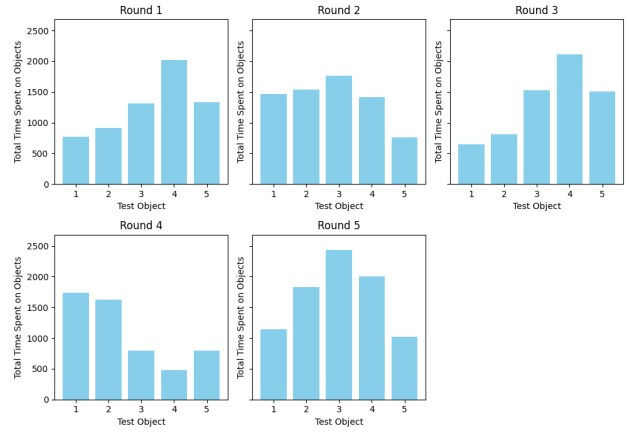 Round 1
Total Time Spent on Objects
2500
2000
1500
1000
500
0
1 2 3 4 5
Test Object
Round 2
Total Time Spent on Objects
1 2 3 4 5
Test Object
Round 3
Total Time Spent on Objects
1 2 3 4 5
Test Object
Round 4
Total Time Spent on Objects
2500
2000
1500
1000
500
0
1 2 3 4 5
Test Object
Round 5
Total Time Spent on Objects
1 2 3 4 5
Test Object